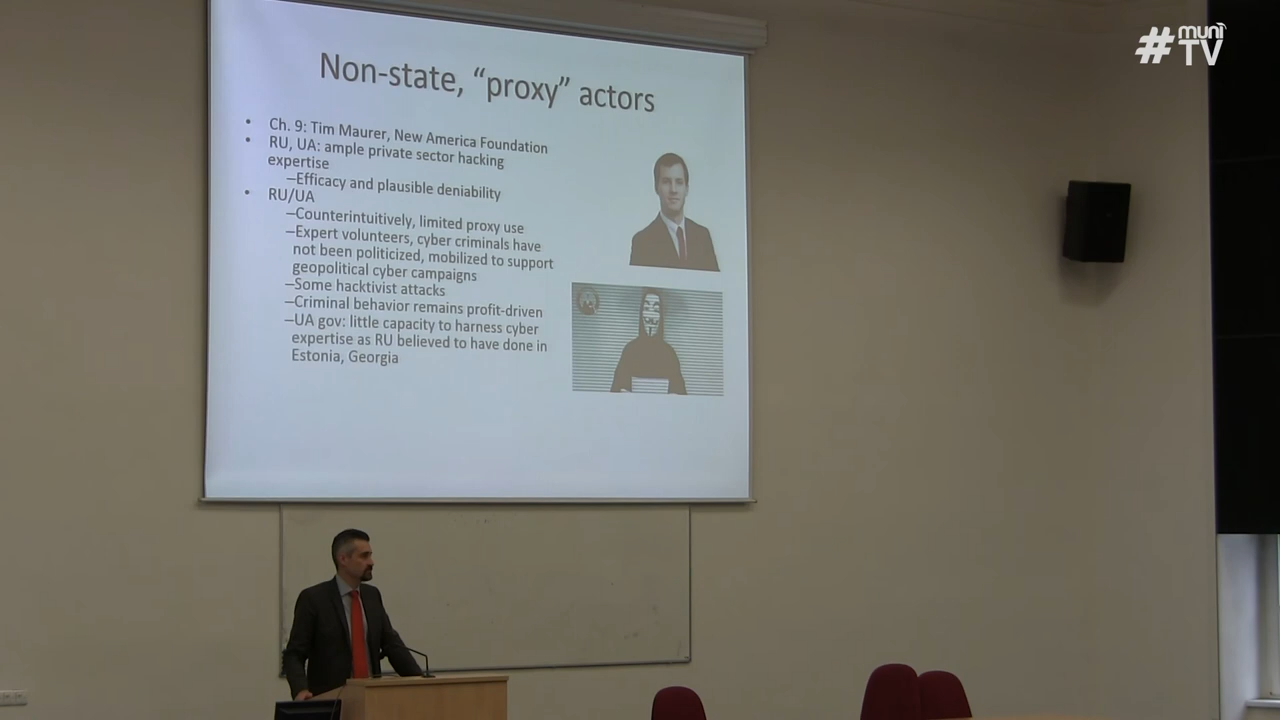 #muni
TV
Non-state, “proxy” actors
• Ch. 9: Tim Maurer, New America Foundation
• RU, UA: ample private sector hacking
expertise
–Efficacy and plausible deniability
• RU/UA
–Counterintuitively, limited proxy use
–Expert volunteers, cyber criminals have
not been politicized, mobilized to support
geopolitical cyber campaigns
–Some hacktivist attacks
–Criminal behavior remains profit-driven
–UA gov: little capacity to harness cyber
expertise as RU believed to have done in
Estonia, Georgia